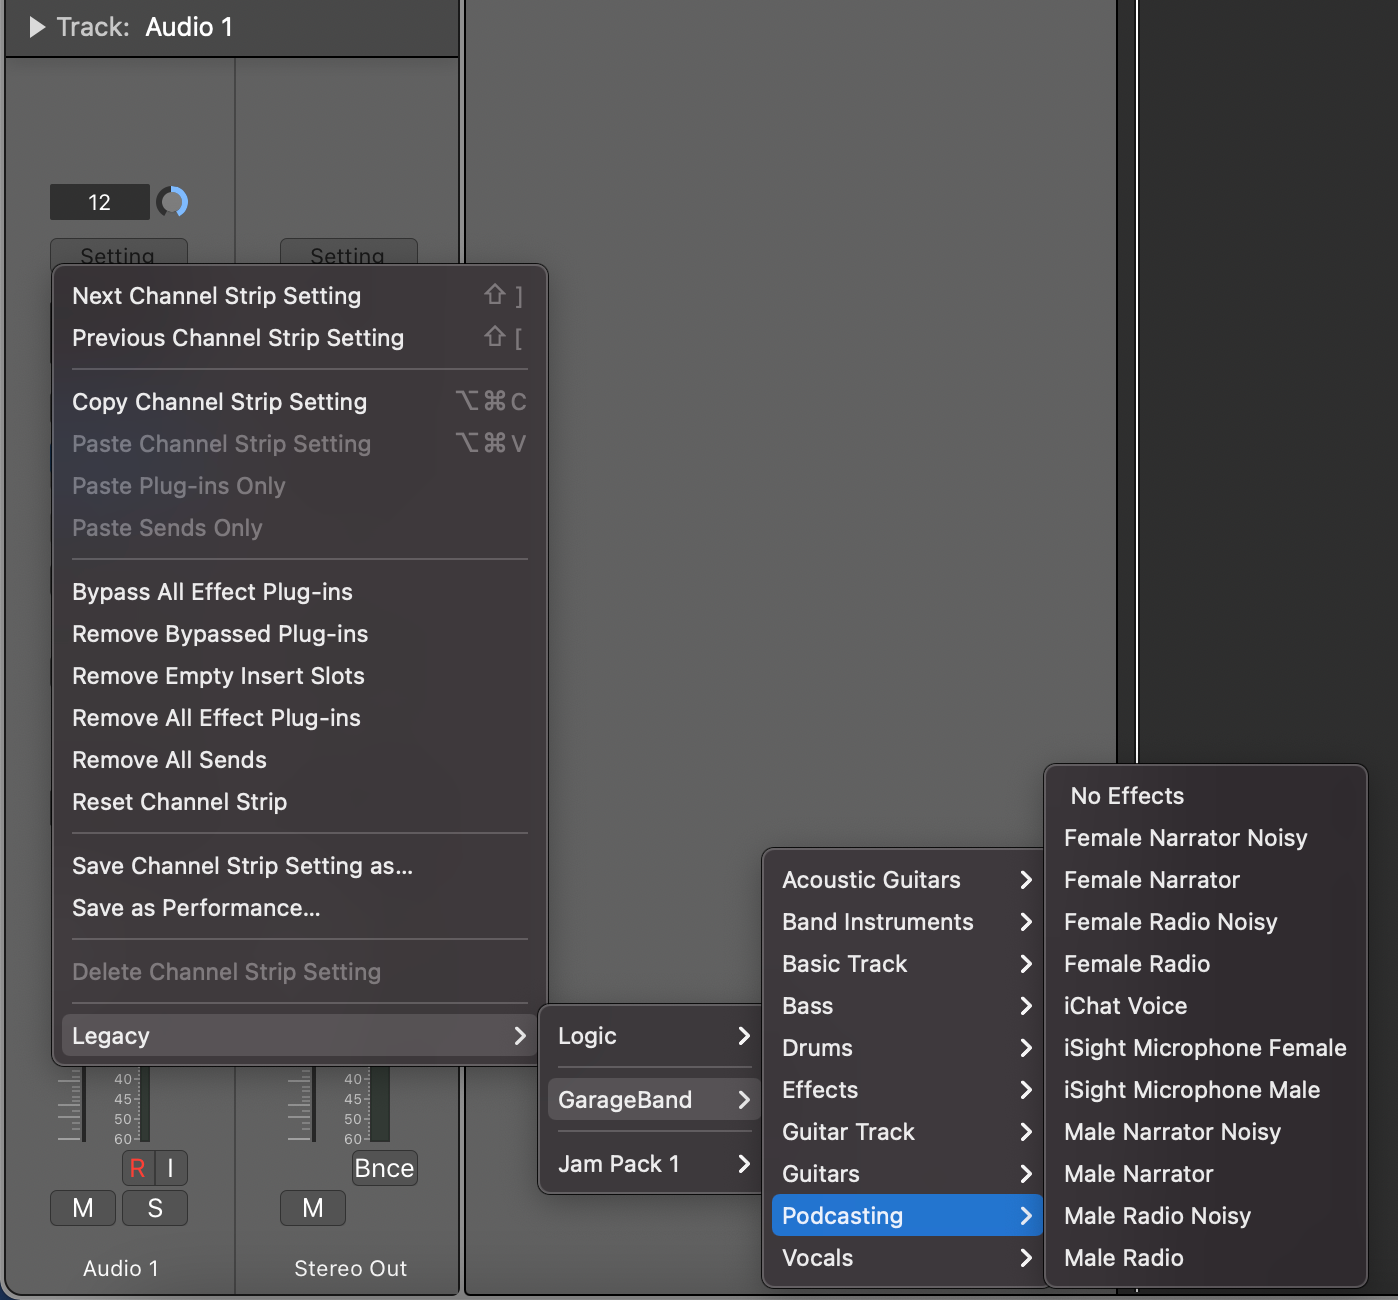 Track: Audio 1
12
Setting
Setting
Next Channel Strip Setting ⇧ ]
Previous Channel Strip Setting ⇧ [
Copy Channel Strip Setting ⌥⌘C
Paste Channel Strip Setting ⌥⌘V
Paste Plug-ins Only
Paste Sends Only
Bypass All Effect Plug-ins
Remove Bypassed Plug-ins
Remove Empty Insert Slots
Remove All Effect Plug-ins
Remove All Sends
Reset Channel Strip
Save Channel Strip Setting as...
Save as Performance...
Delete Channel Strip Setting
Legacy
Logic
GarageBand
Jam Pack 1
Acoustic Guitars
Band Instruments
Basic Track
Bass
Drums
Effects
Guitar Track
Guitars
Podcasting
Vocals
No Effects
Female Narrator Noisy
Female Narrator
Female Radio Noisy
Female Radio
iChat Voice
iSight Microphone Female
iSight Microphone Male
Male Narrator Noisy
Male Narrator
Male Radio Noisy
Male Radio
40 40
45 45
50 50
60 60
R I Bnce
M S M
Audio 1 Stereo Out